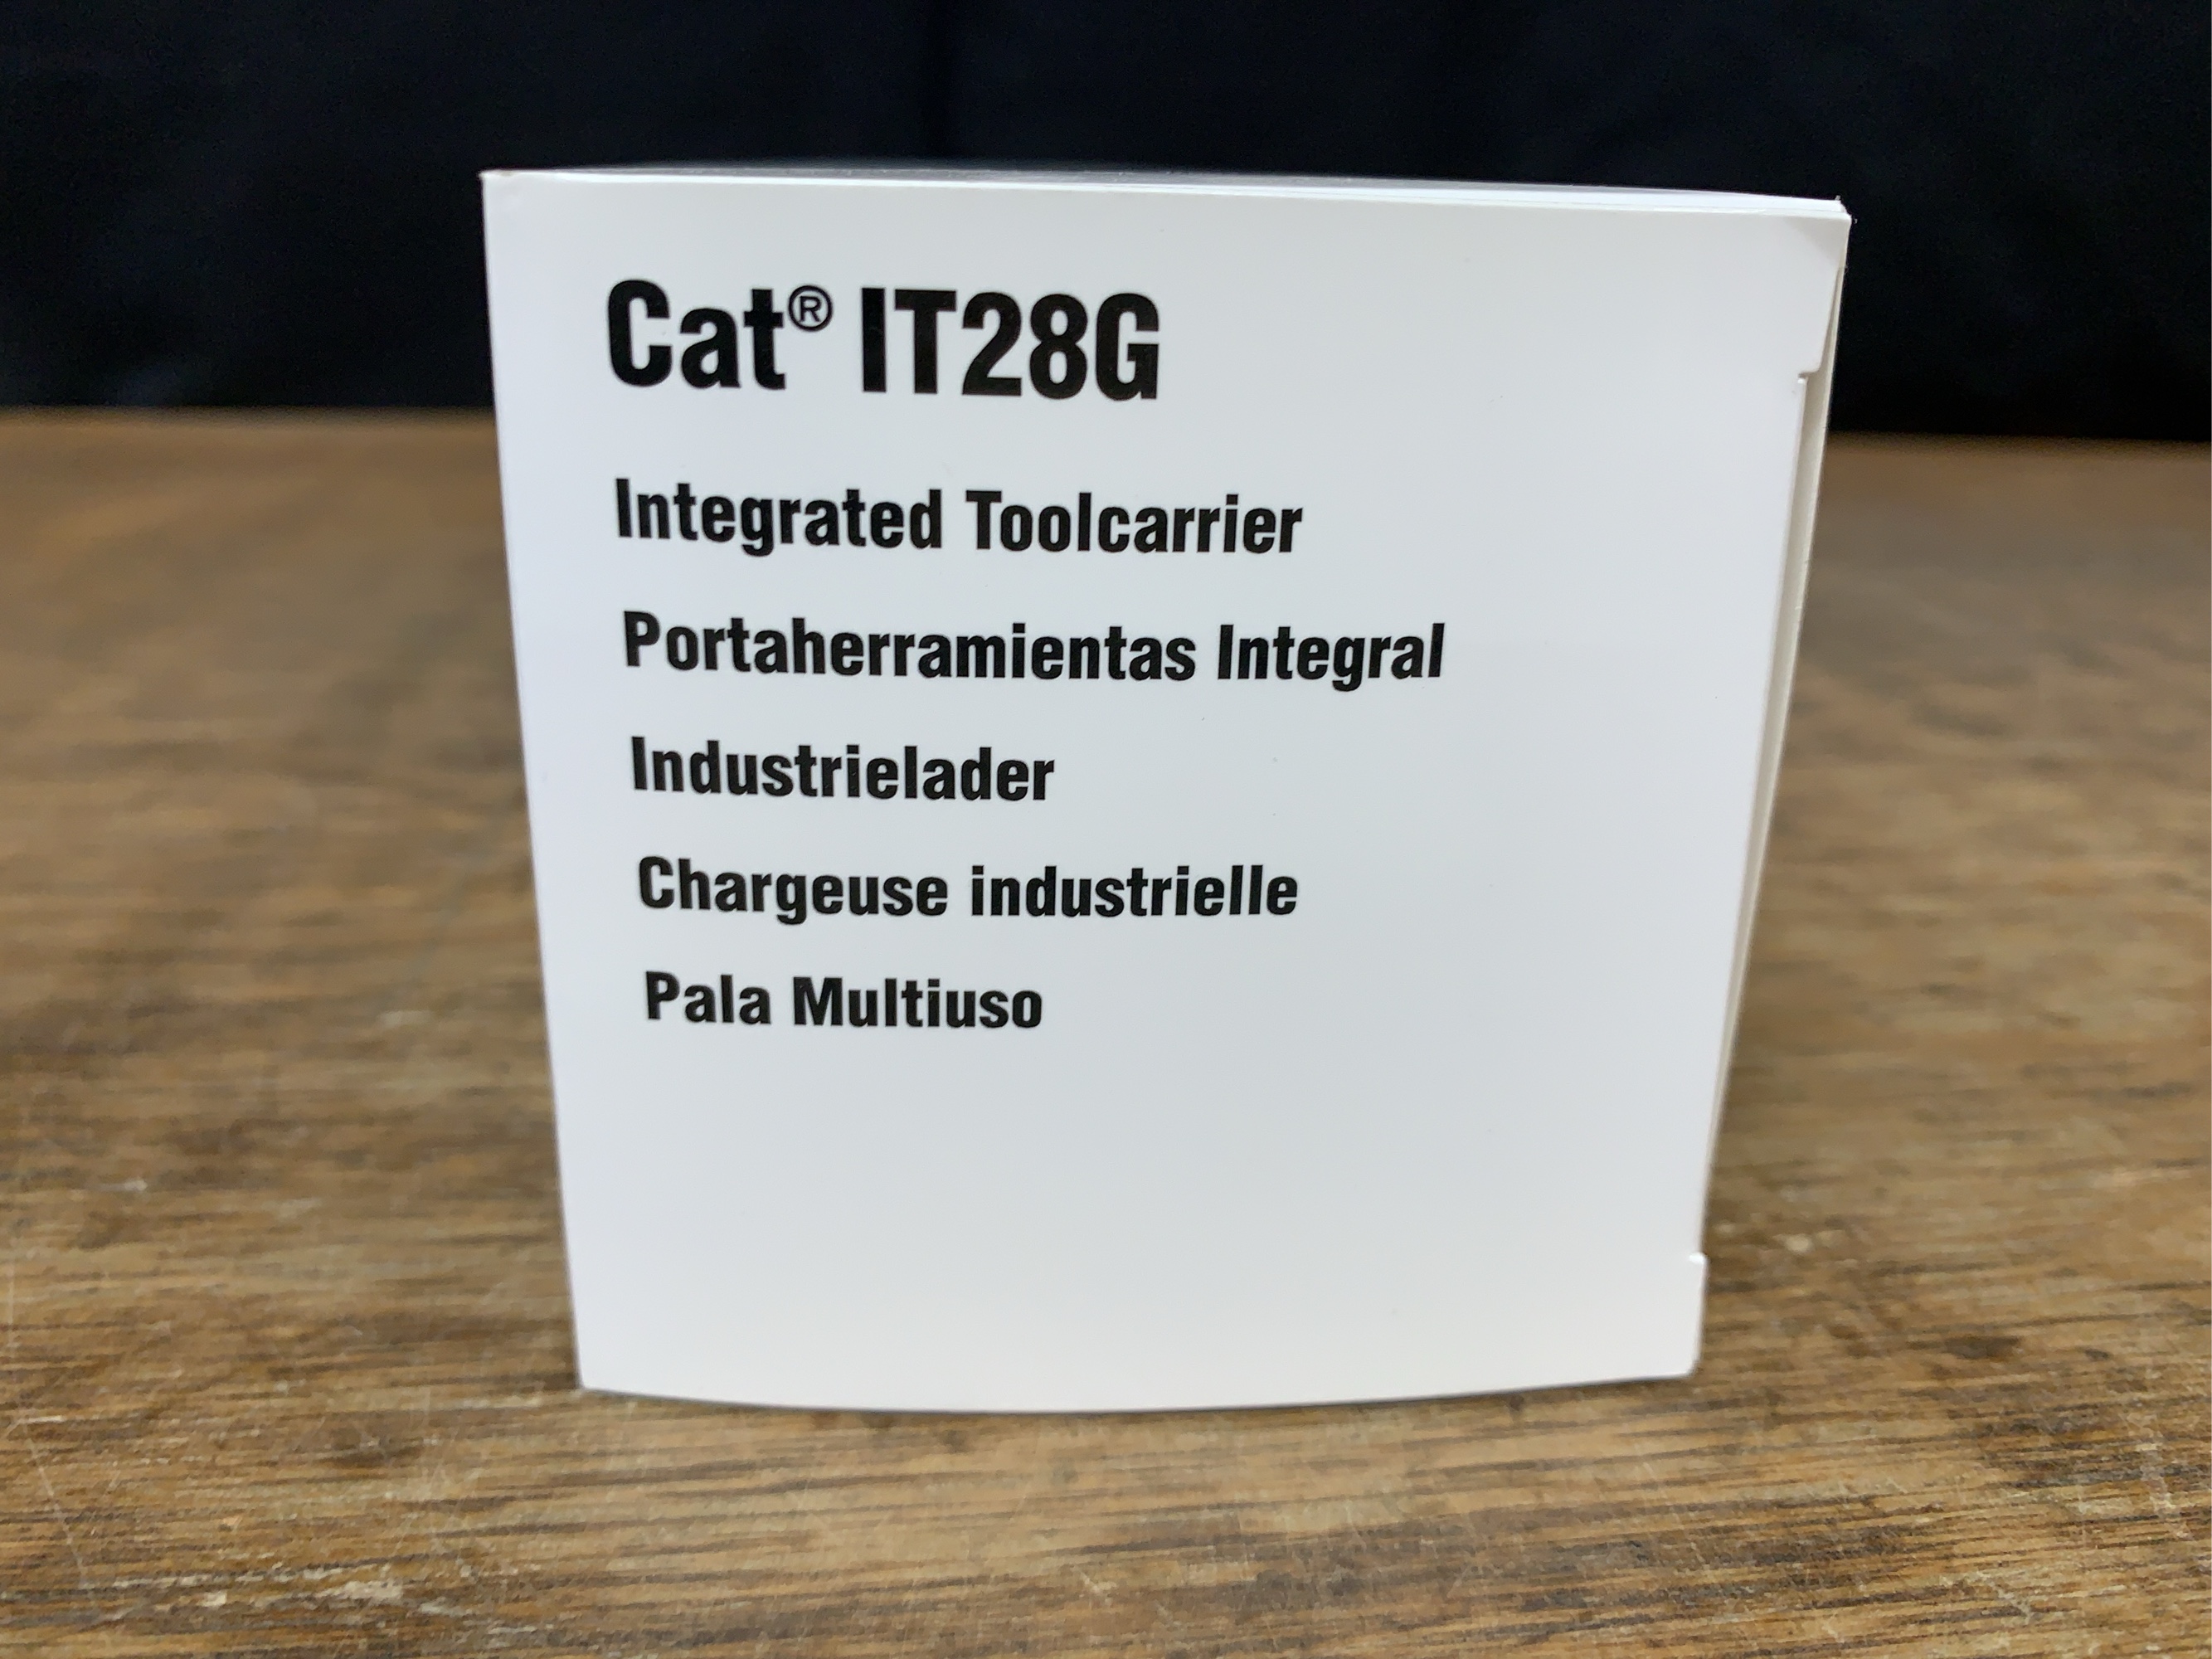 Cat® IT28G
Integrated Toolcarrier
Portaherramientas Integral
Industrielader
Chargeuse industrielle
Pala Multiuso